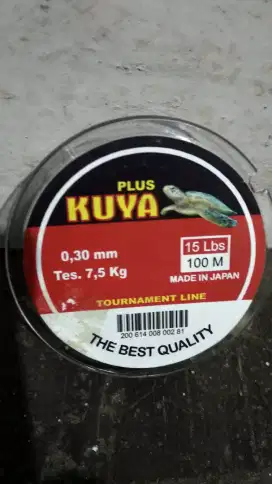 PLUS
KUYA
0,30 mm
Tes. 7,5 Kg
15 Lbs
100 M
MADE IN JAPAN
TOURNAMENT LINE
200 614 008 002 81
THE BEST QUALITY